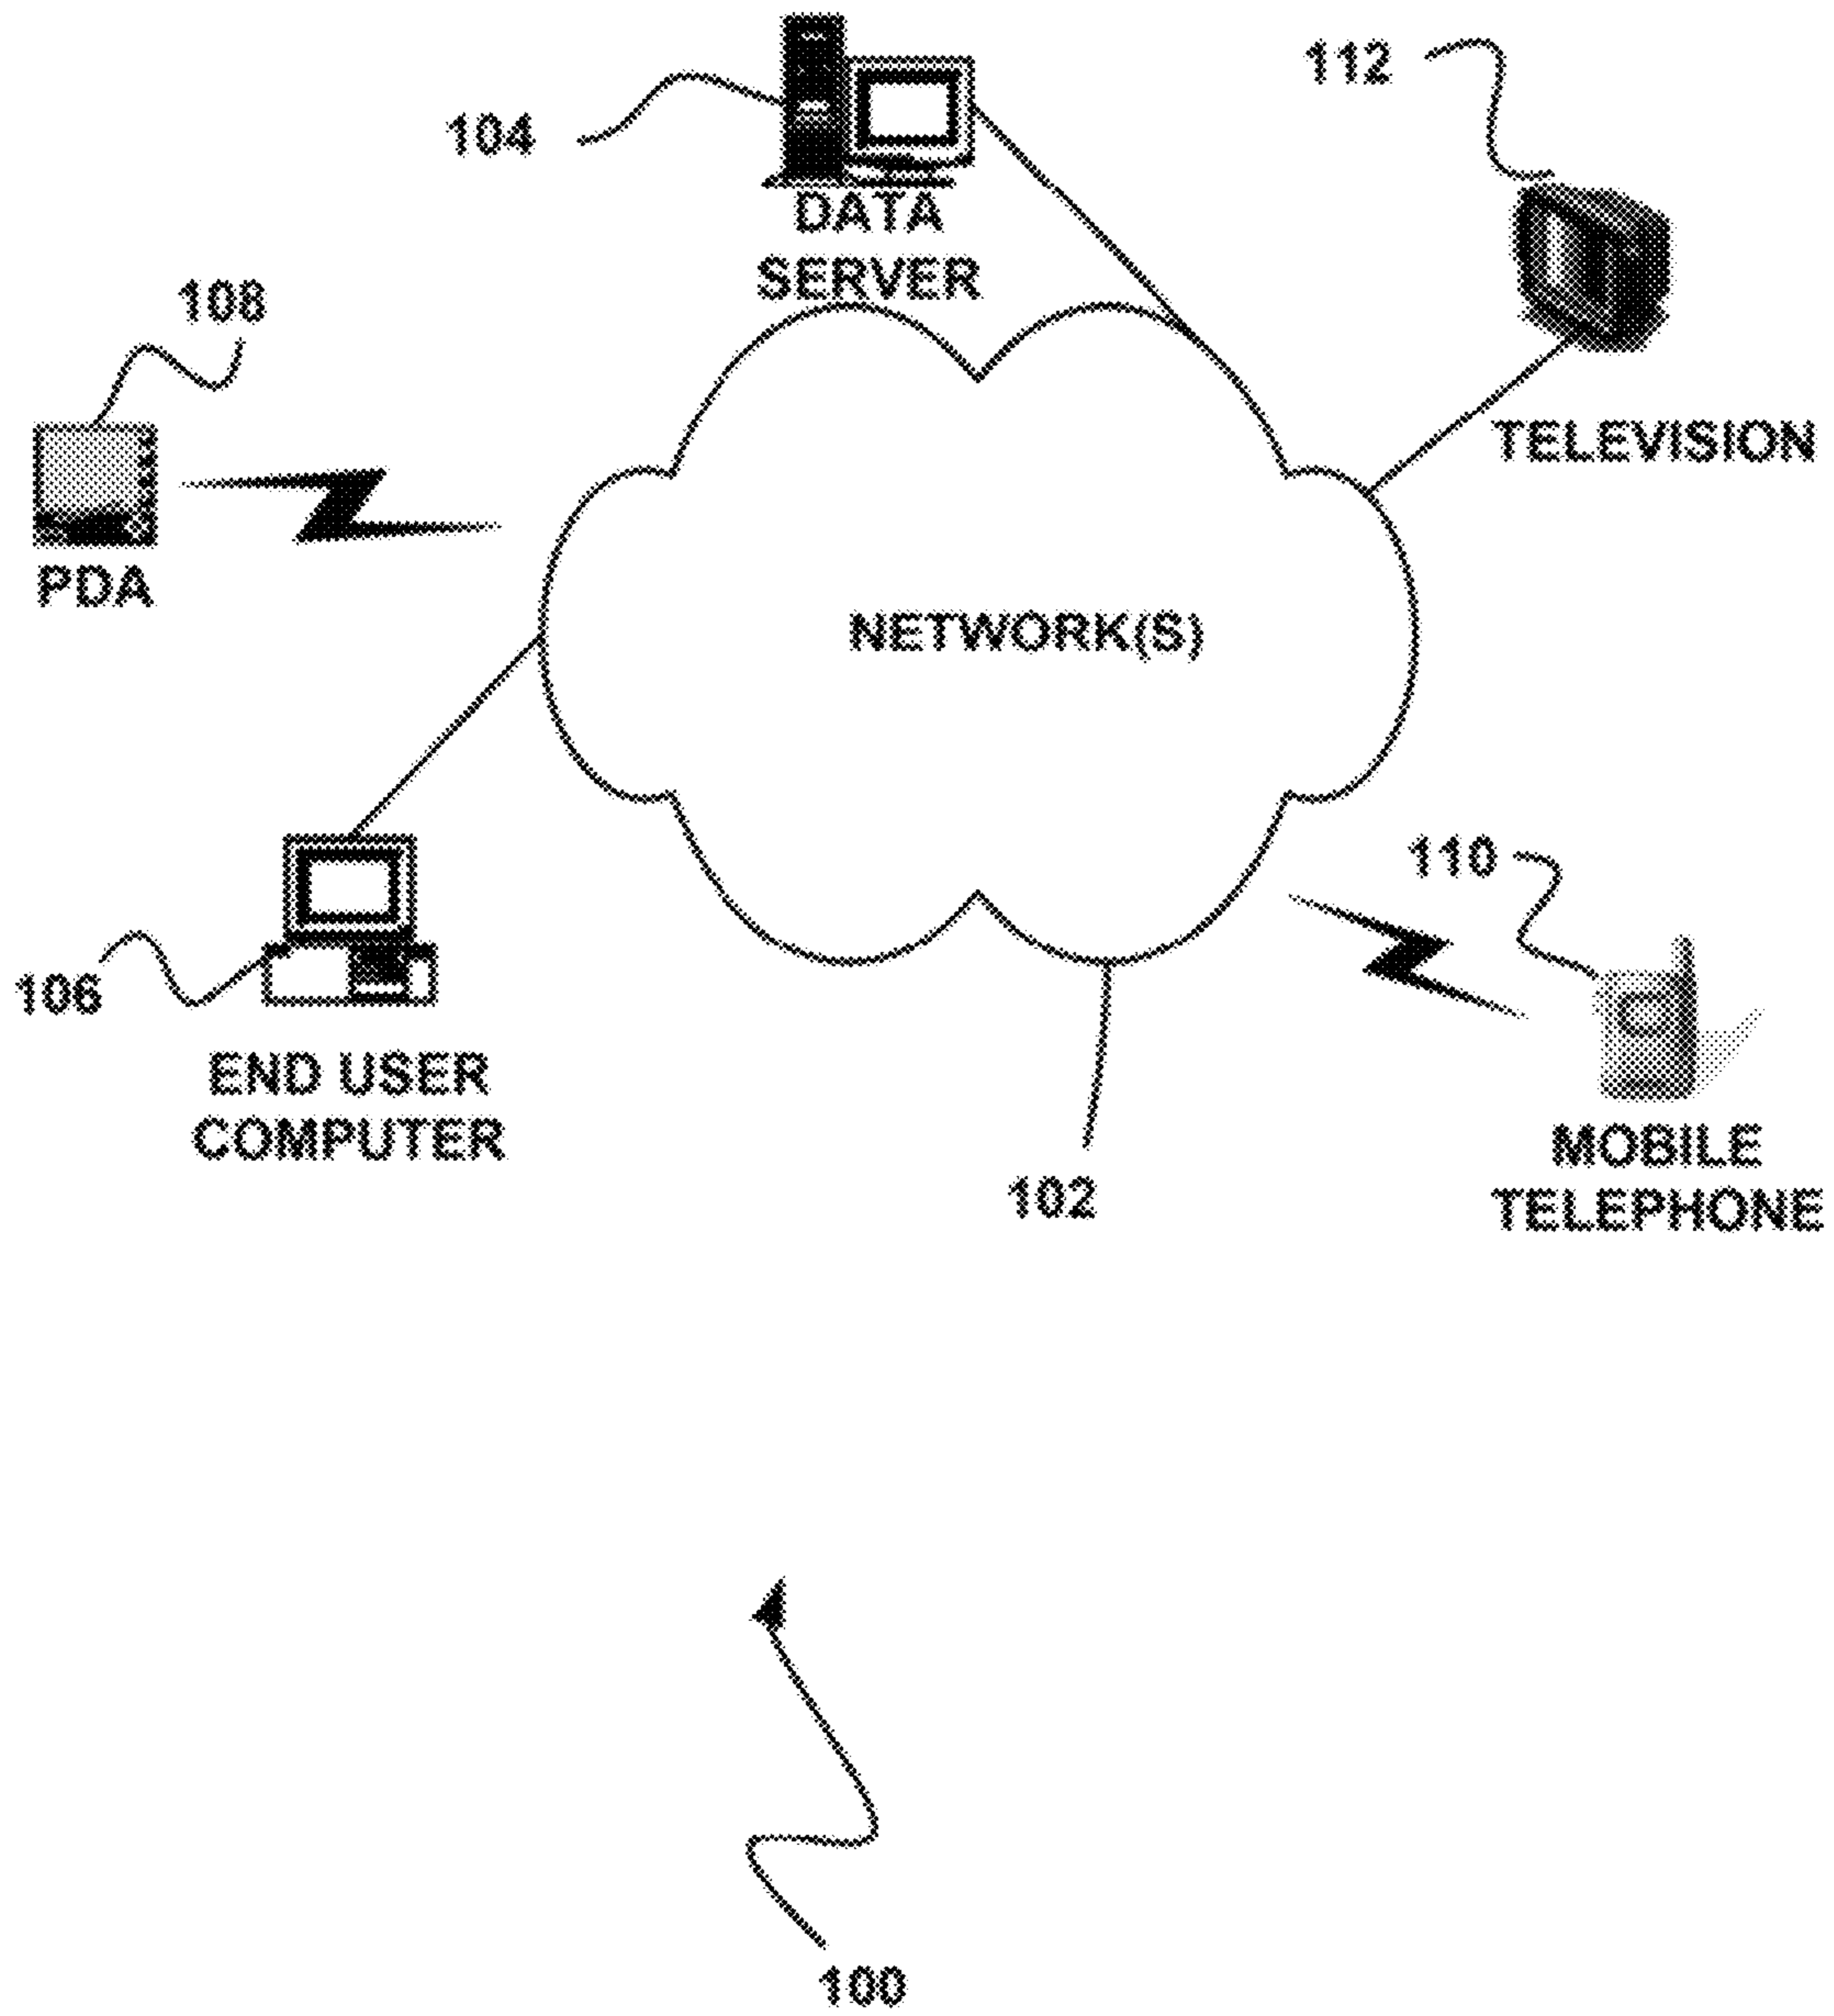 112
104
DATA
SERVER
108
TELEVISION
PDA
NETWORK(S)
110
106
END USER
COMPUTER
102
MOBILE
TELEPHONE
100